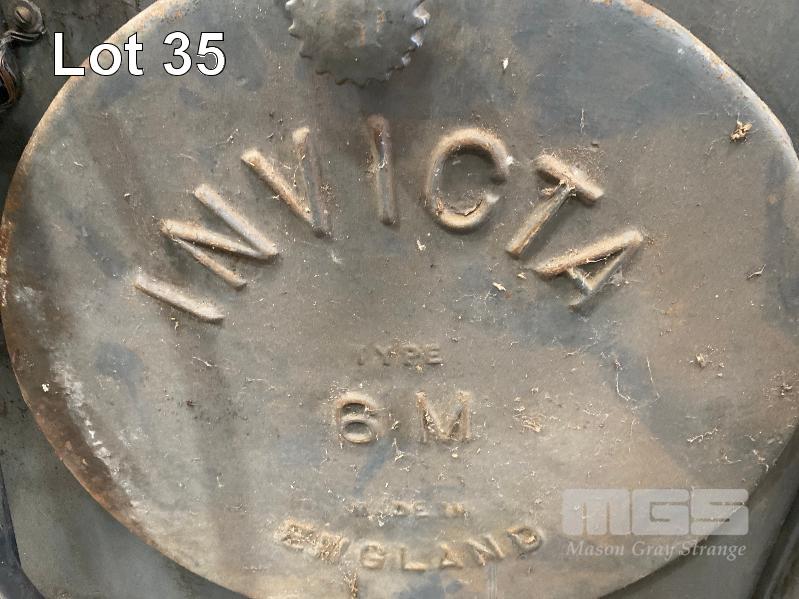 Lot 35
INVICTA
TYPE
6 M
MADE IN
ENGLAND
MGS
Mason Gray Strange